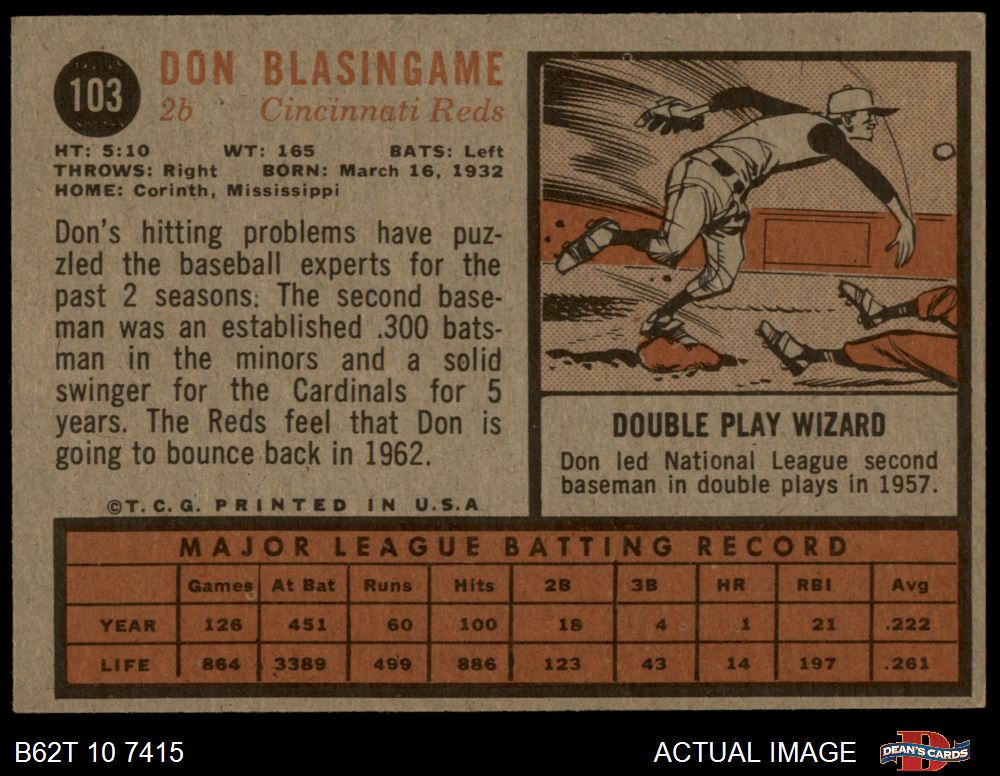 103
DON BLASINGAME
2b Cincinnati Reds
HT: 5:10 WT: 165 BATS: Left
THROWS: Right BORN: March 16, 1932
HOME: Corinth, Mississippi
Don's hitting problems have puz-
zled the baseball experts for the
past 2 seasons. The second base-
man was an established .300 bats-
man in the minors and a solid
swinger for the Cardinals for 5
years. The Reds feel that Don is
going to bounce back in 1962.
©T.C.G. PRINTED IN U.S.A
DOUBLE PLAY WIZARD
Don led National League second
baseman in double plays in 1957.
MAJOR LEAGUE BATTING RECORD
Games At Bat Runs Hits 2B 3B HR RBI Avg
YEAR 126 451 60 100 18 4 1 21 .222
LIFE 864 3389 499 886 123 43 14 197 .261
B62T 10 7415
ACTUAL IMAGE
D
DEAN'S CARDS